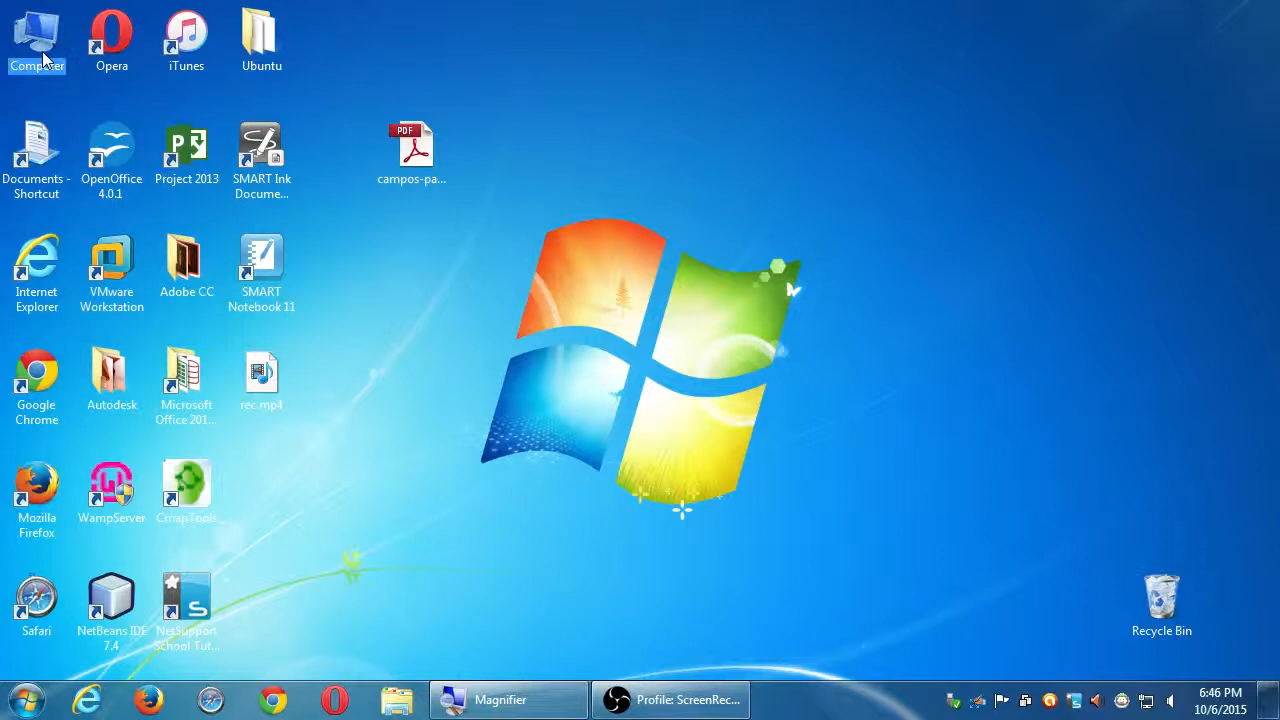 Computer
Opera
iTunes
Ubuntu
Documents -
Shortcut
OpenOffice
4.0.1
Project 2013
SMART Ink
Docume...
PDF
campos-pa...
Internet
Explorer
VMware
Workstation
Adobe CC
SMART
Notebook 11
Google
Chrome
Autodesk
Microsoft
Office 201...
rec.mp4
Mozilla
Firefox
WampServer
CmapTools
Safari
NetBeans IDE
7.4
NetSupport
School Tut...
Recycle Bin
Magnifier
Profile: ScreenRec...
6:46 PM
10/6/2015